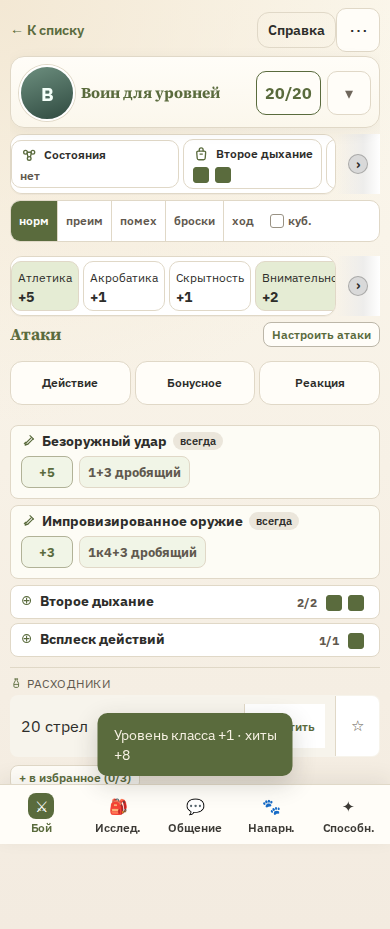 ← К списку
Справка
...
В
Воин для уровней
20/20
▼
Состояния
нет
Второе дыхание
норм
преим
помех
броски
ход
куб.
Атлетика
+5
Акробатика
+1
Скрытность
+1
Внимательно
+2
Атаки
Настроить атаки
Действие
Бонусное
Реакция
Безоружный удар
всегда
+5
1+3 дробящий
Импровизированное оружие
всегда
+3
1к4+3 дробящий
Второе дыхание
2/2
Всплеск действий
1/1
РАСХОДНИКИ
20 стрел
тить
Уровень класса +1 · хиты
+8
+ в избранное (0/3)
Бой
Исслед.
Общение
Напарн.
Способн.